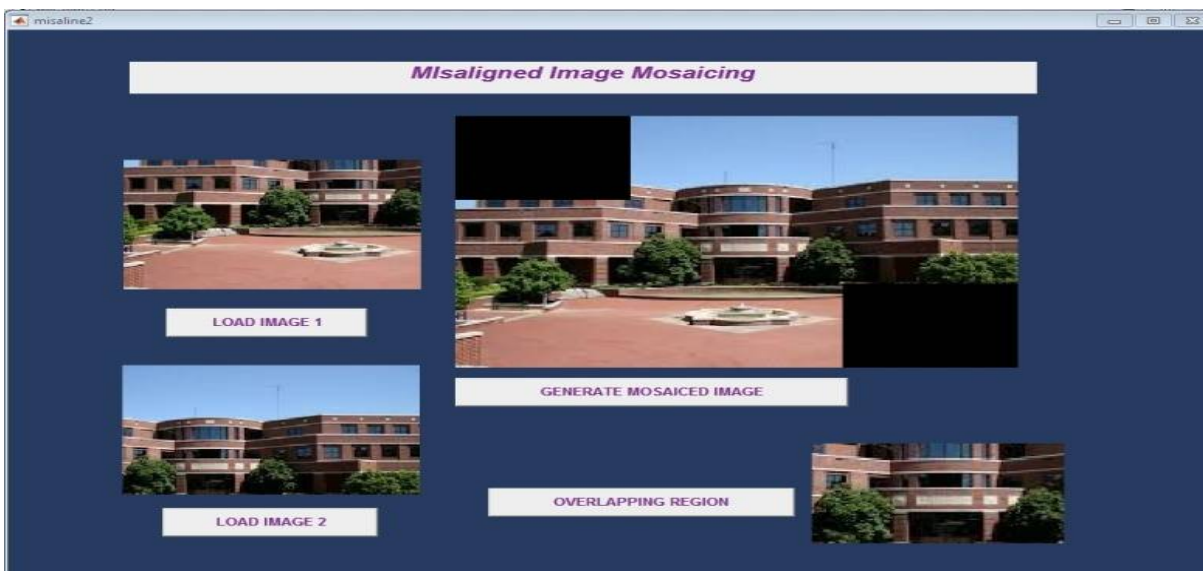 misaline2
MIsaligned Image Mosaicing
LOAD IMAGE 1
GENERATE MOSAICED IMAGE
OVERLAPPING REGION
LOAD IMAGE 2